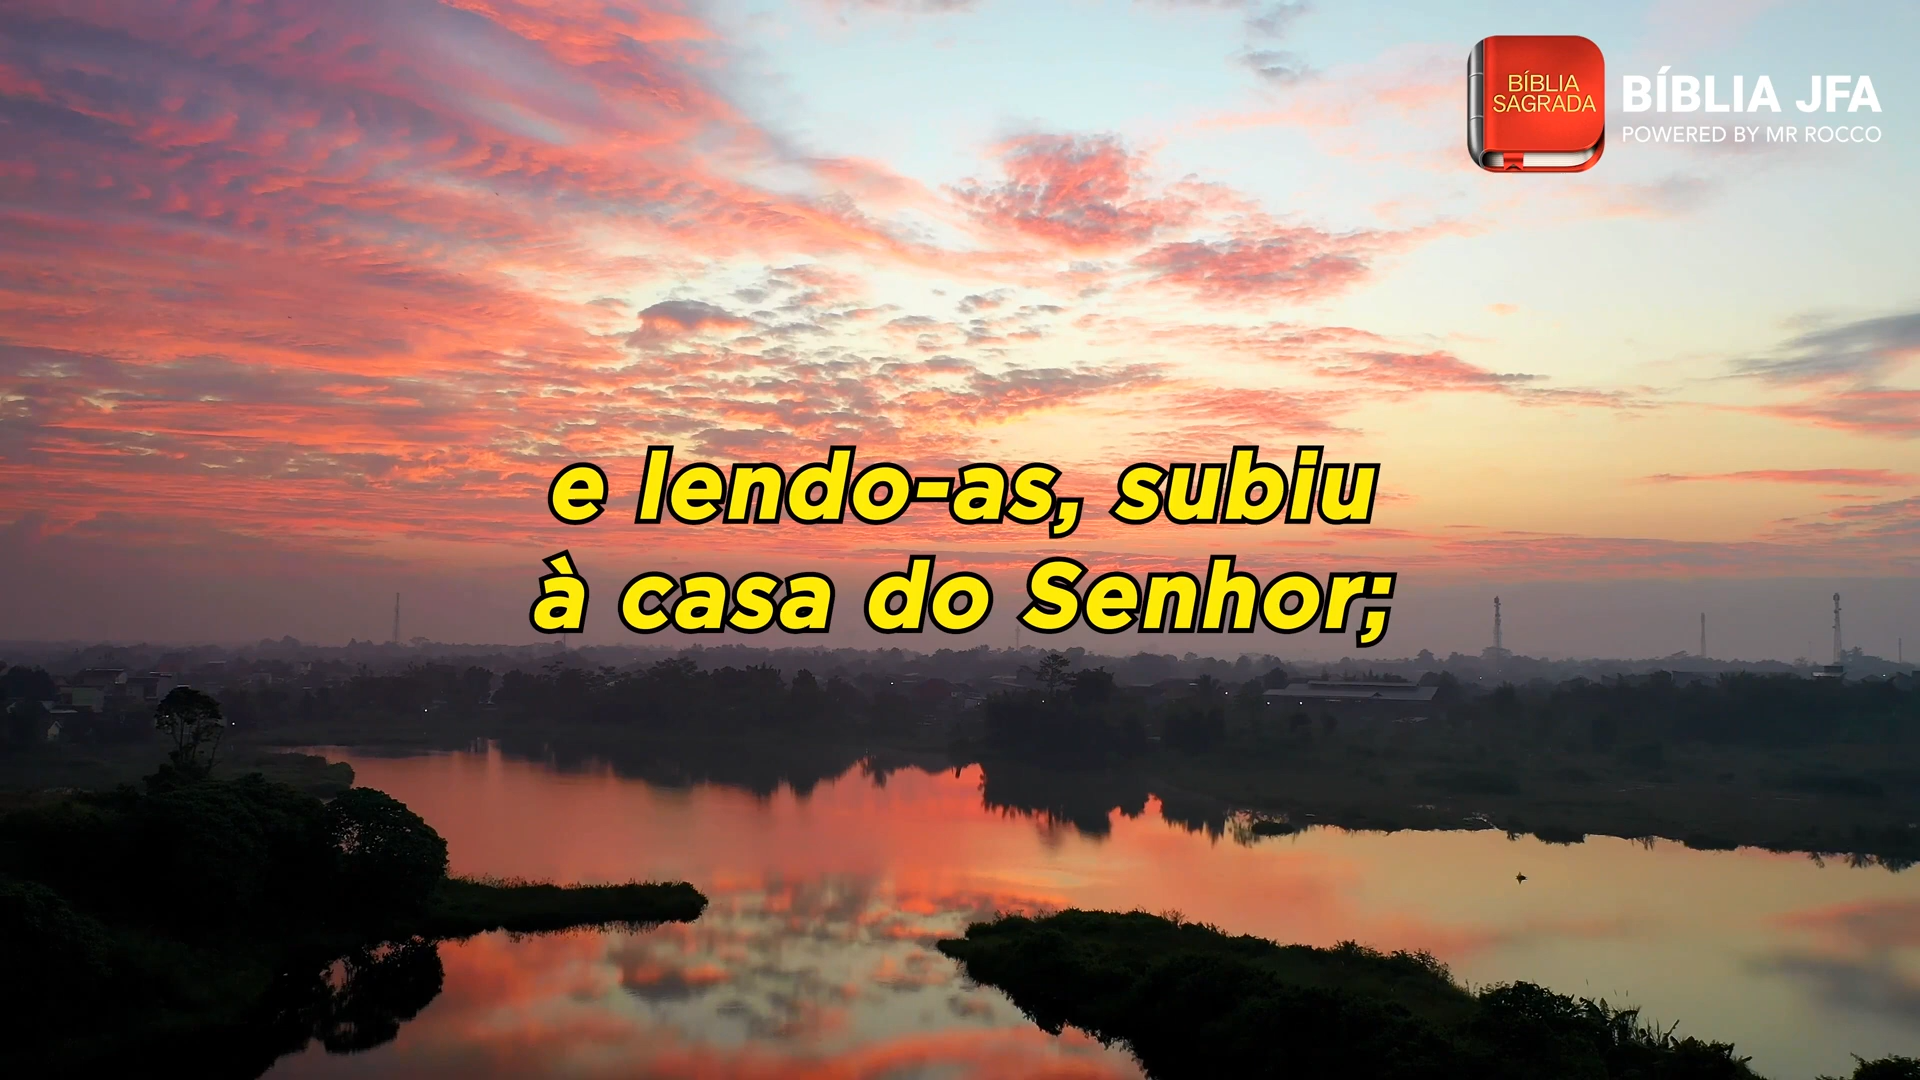 BÍBLIA
SAGRADA
BÍBLIA JFA
POWERED BY MR ROCCO
e lendo-as, subiu
à casa do Senhor;